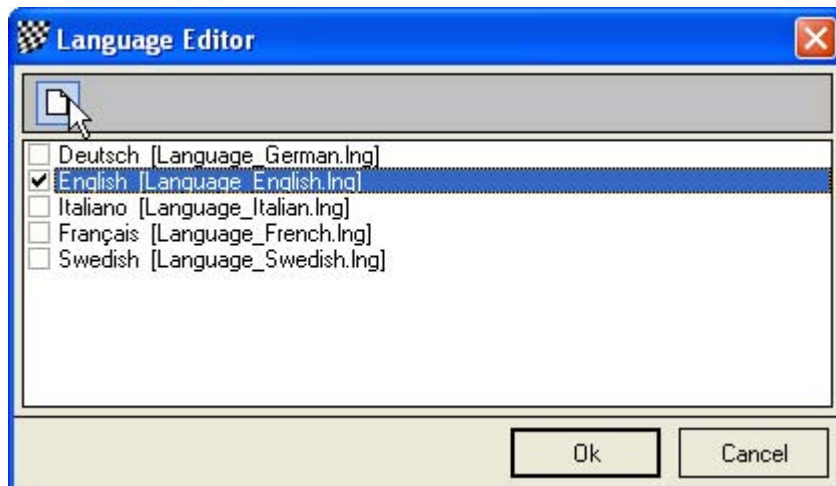 Language Editor
Deutsch [Language_German.lng]
English [Language_English.lng]
Italiano [Language_Italian.lng]
Français [Language_French.lng]
Swedish [Language_Swedish.lng]
Ok Cancel